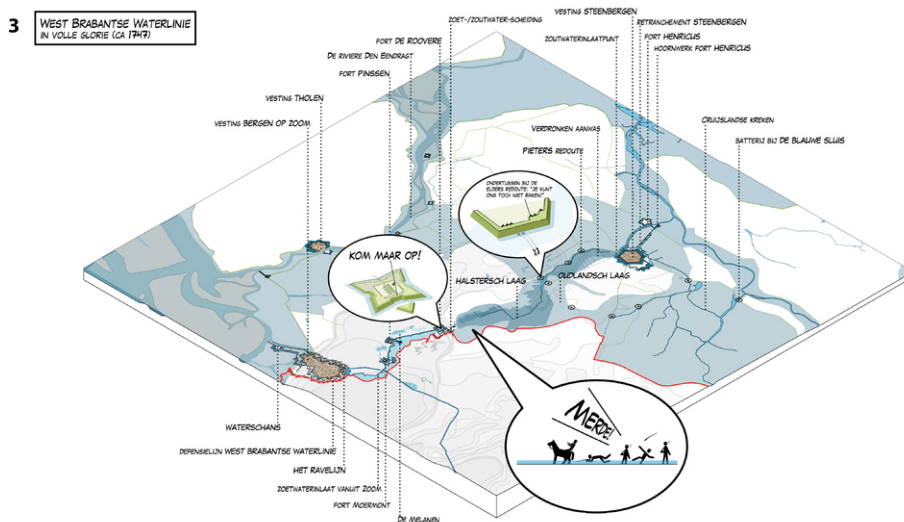 3
WEST BRABANTSE WATERLINIE
IN VOLLE GLORIE (CA 1747)
ZOET-/ZOUTWATER-SCHEIDING
FORT DE ROOVERE
DE RIVIERE DEN EENDRAGT
FORT PINSSEN
VESTING THOLEN
VESTING BERGEN OP ZOOM
VESTING STEENBERGEN
RETRANCHEMENT STEENBERGEN
FORT HENRICUS
HOORNWERK FORT HENRICUS
ZOUTWATERINLAATPUNT
CRUIJSLANDSE KREKEN
BATTERIJ BIJ DE BLAUWE SLUIS
VERDRONKEN AANWAS
PIETERS REDOUTE
ONDERTUSSEN BIJ DE
ELDERS REDOUTE: "JE KUNT
ONS TOCH NIET RAKEN!"
KOM MAAR OP!
HALSTERSCH LAAG
OUDLANDSCH LAAG
MERDE!
WATERSCHANS
DEFENSIELIJN WEST BRABANTSE WATERLINIE
HET RAVELIJN
ZOETWATERINLAAT VANUIT ZOOM
FORT MOERMONT
DE MELANEN